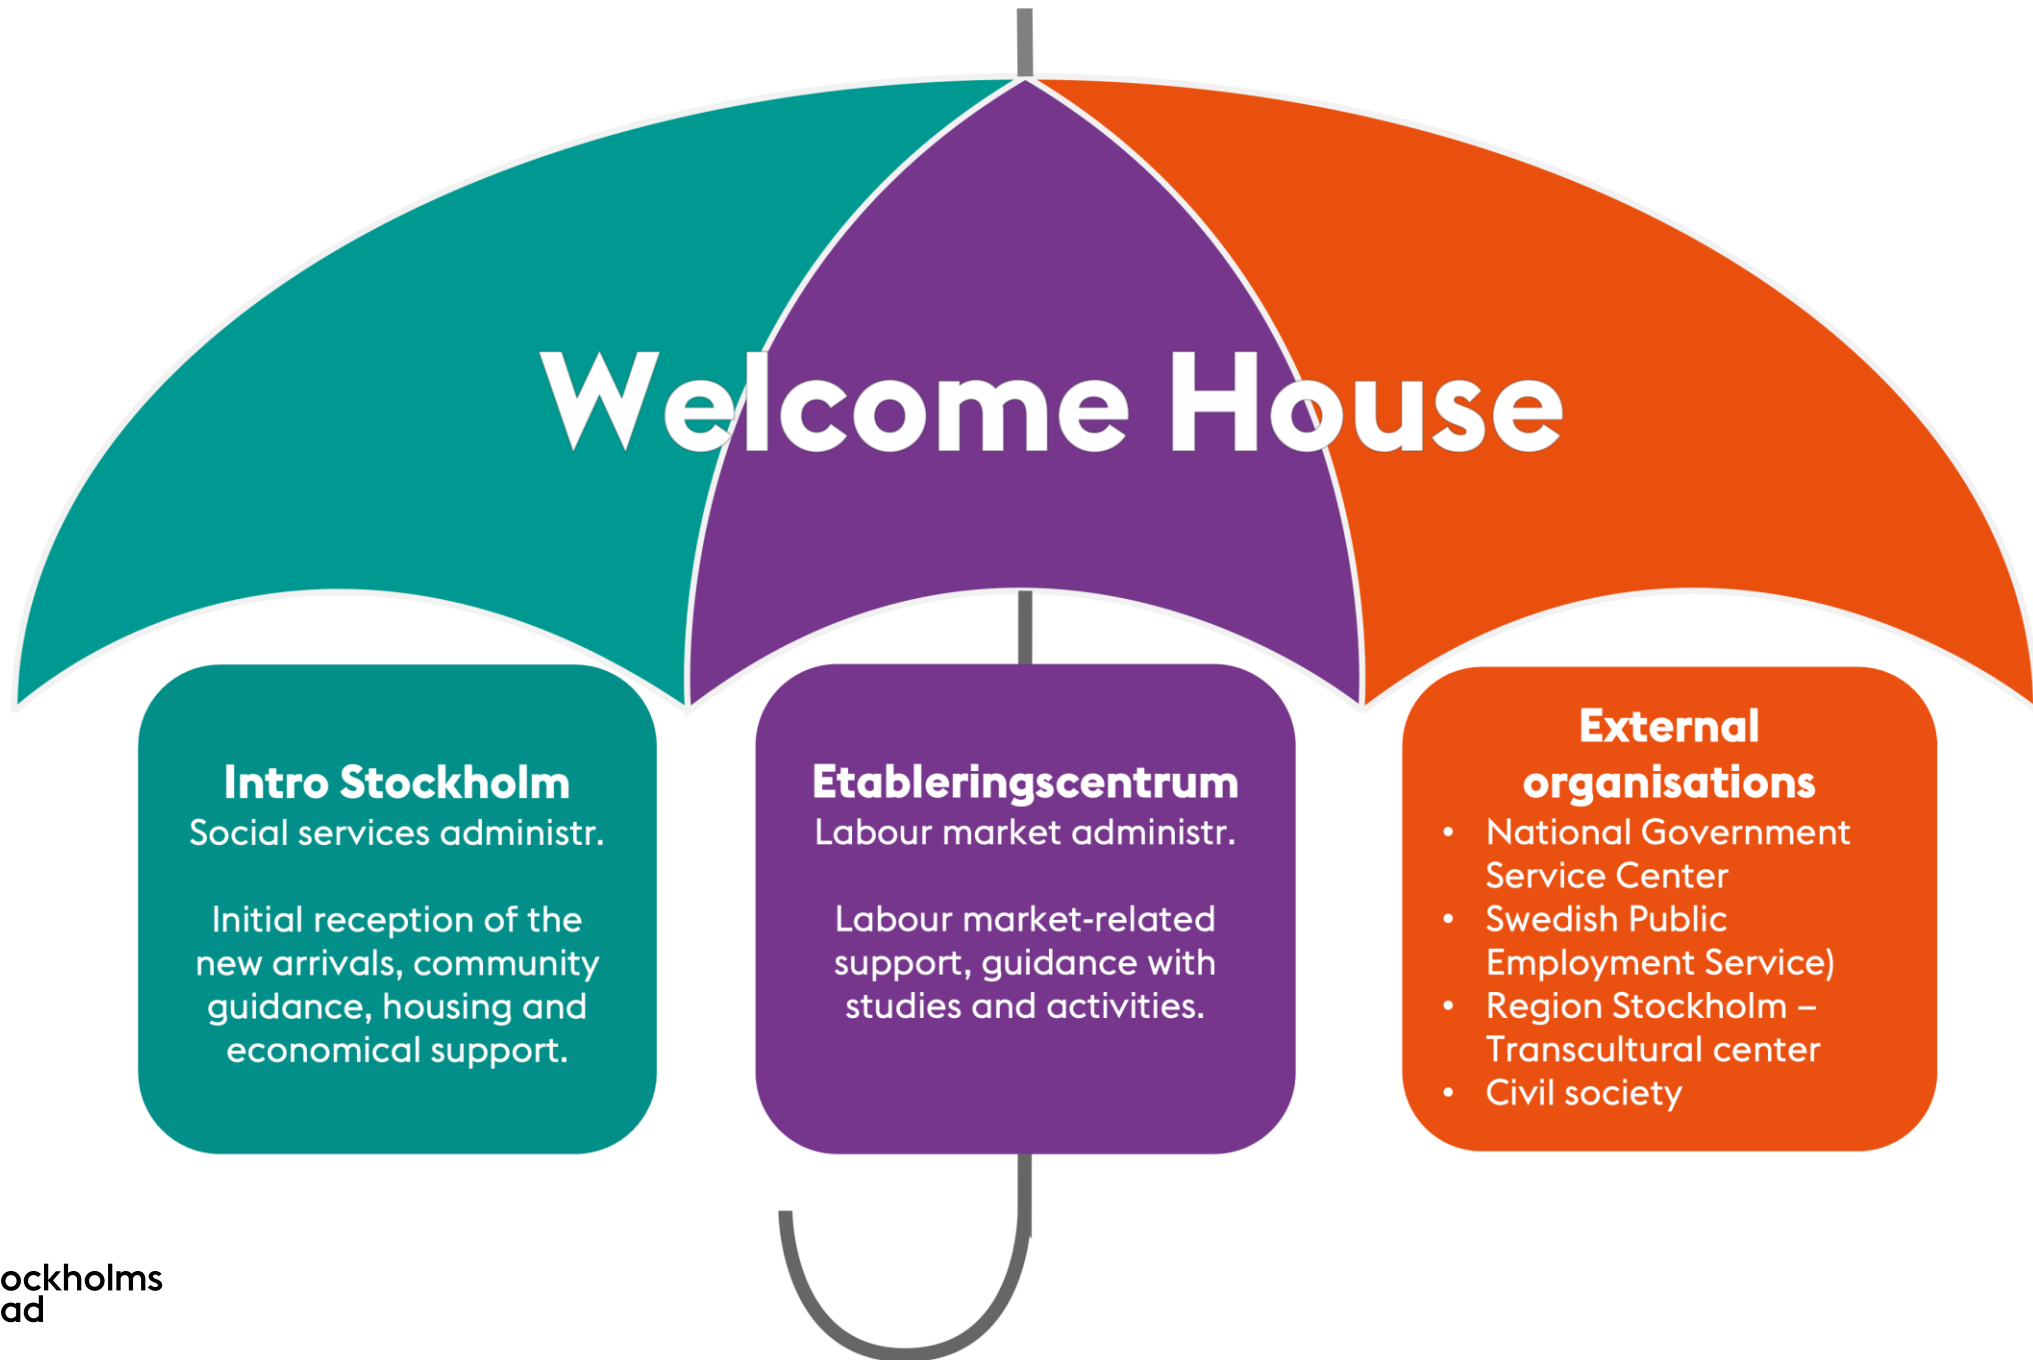 Welcome House
Intro Stockholm
Social services administr.
Initial reception of the
new arrivals, community
guidance, housing and
economical support.
Etableringscentrum
Labour market administr.
Labour market-related
support, guidance with
studies and activities.
External
organisations
• National Government
Service Center
• Swedish Public
Employment Service)
• Region Stockholm –
Transcultural center
• Civil society
ockholms
ad